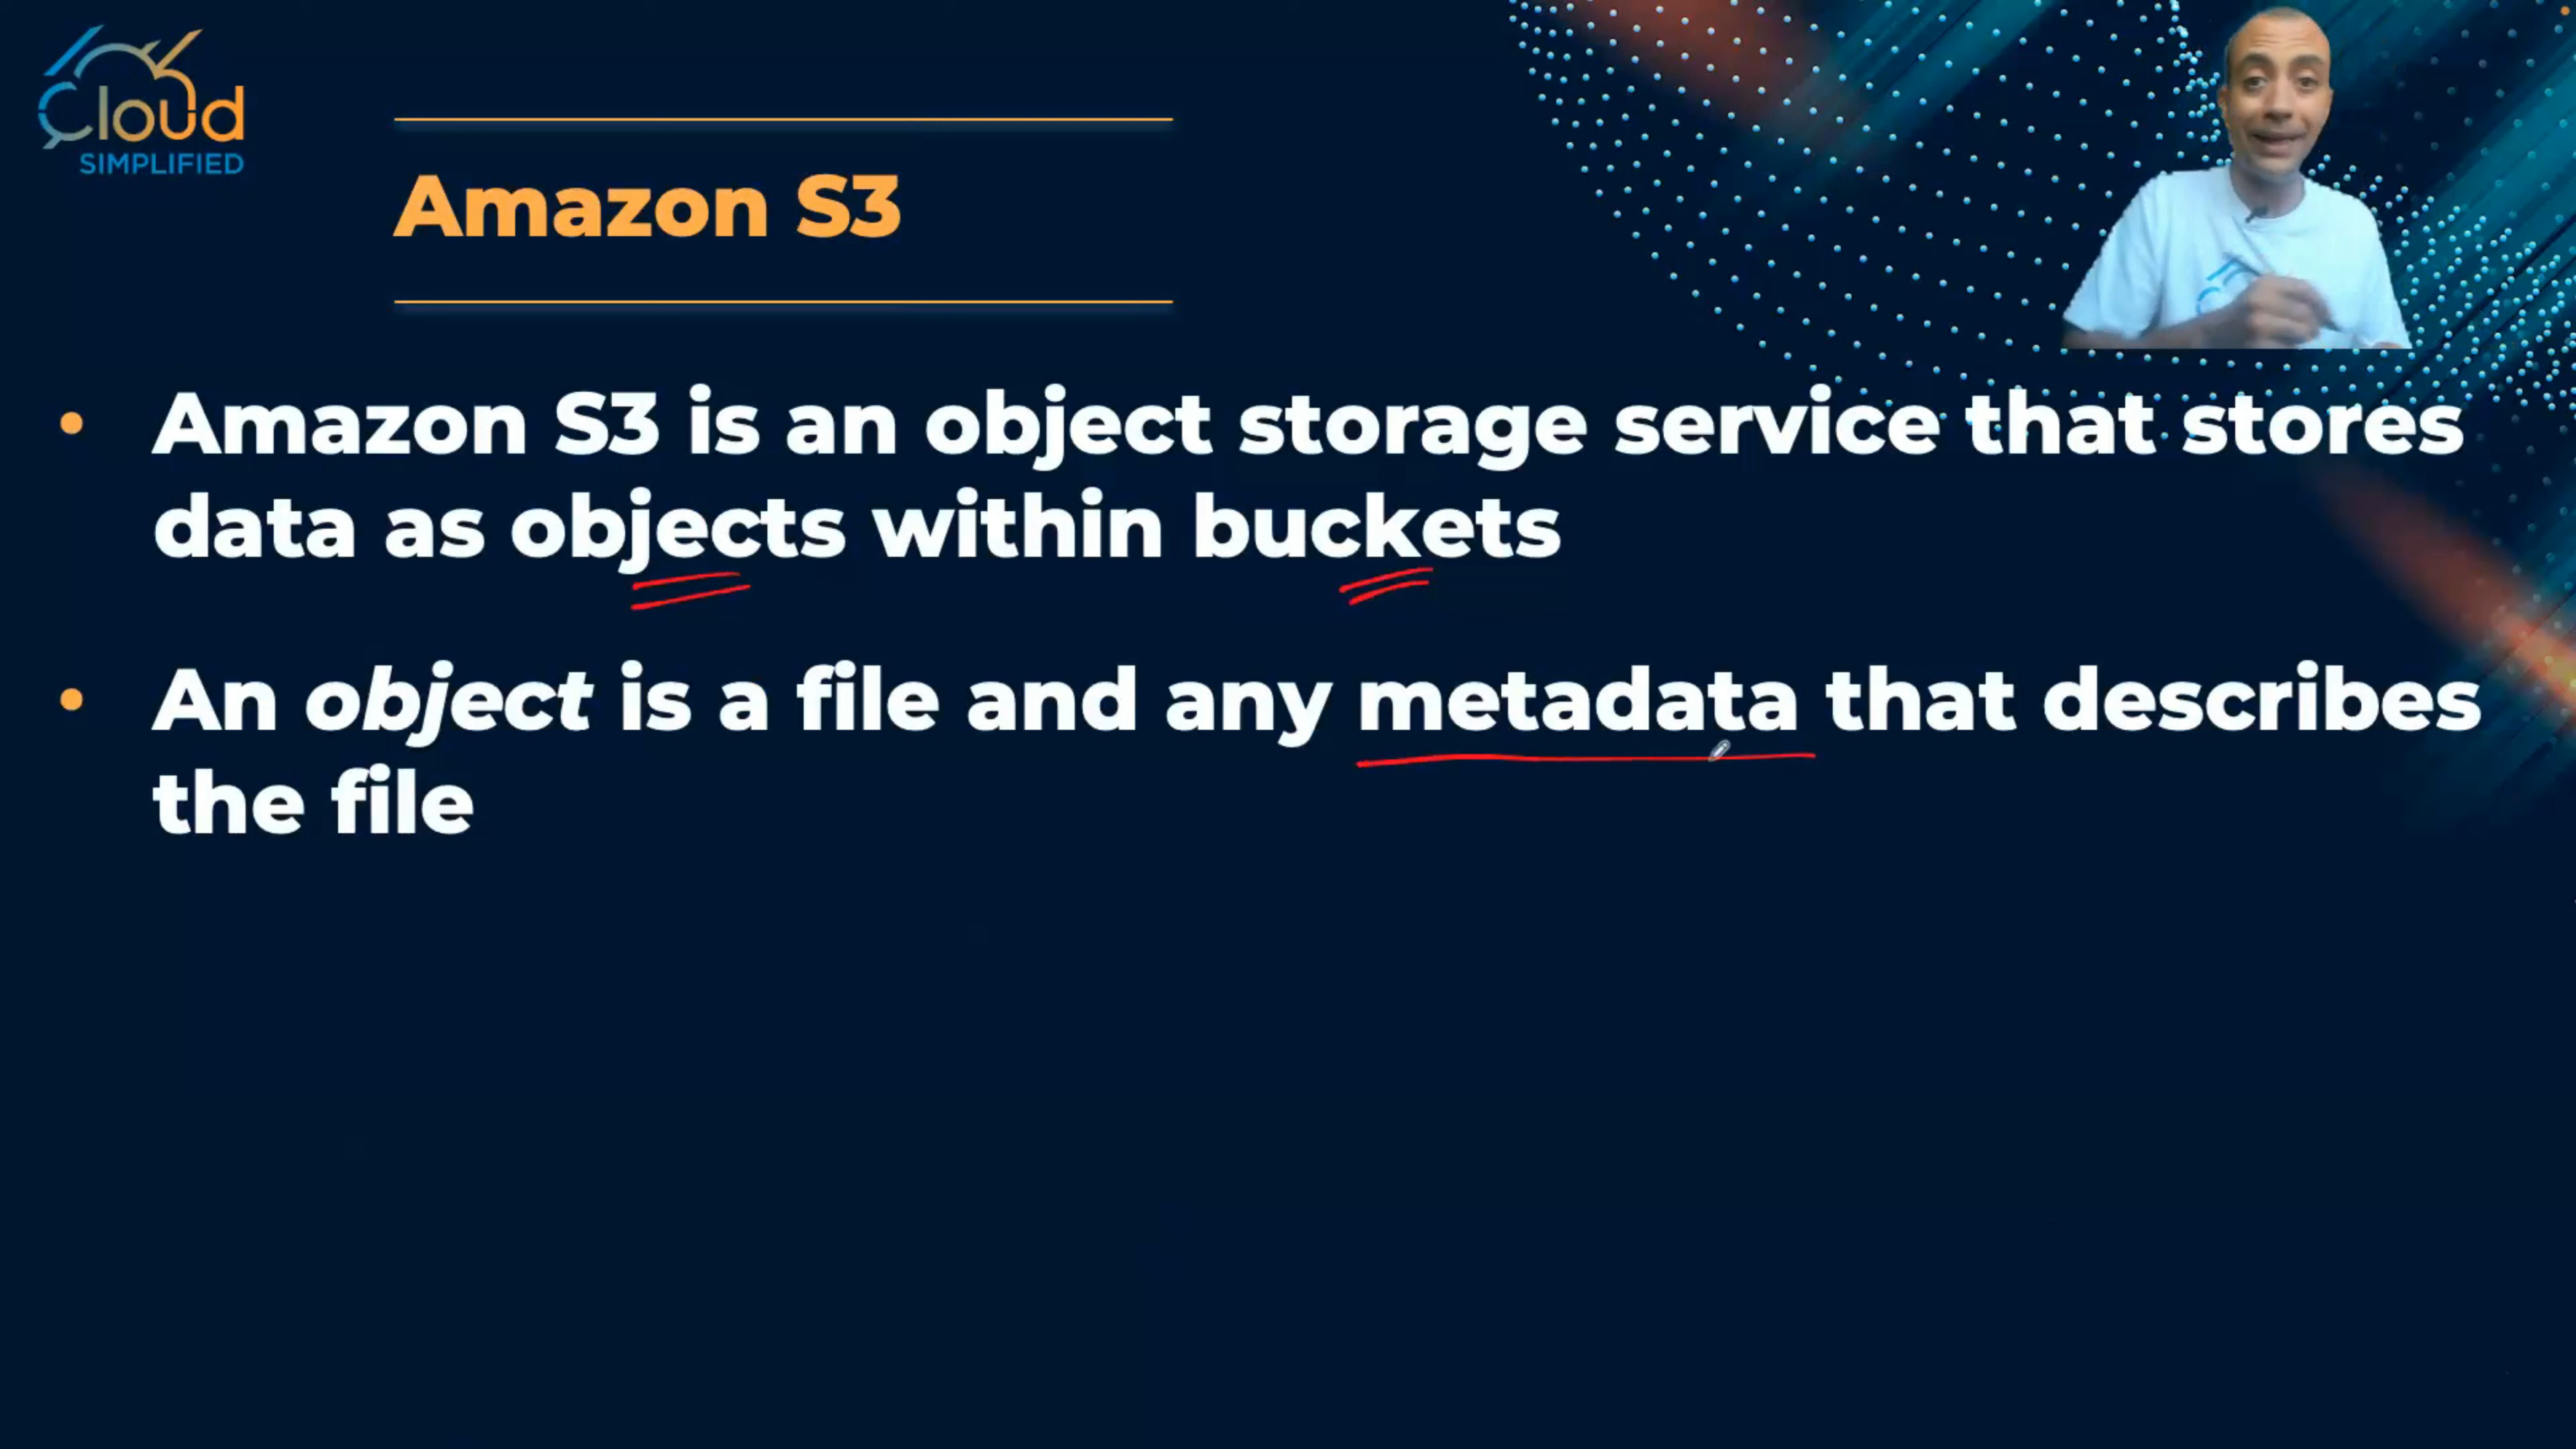 Cloud
SIMPLIFIED
Amazon S3
• Amazon S3 is an object storage service that stores
data as objects within buckets
• An object is a file and any metadata that describes
the file